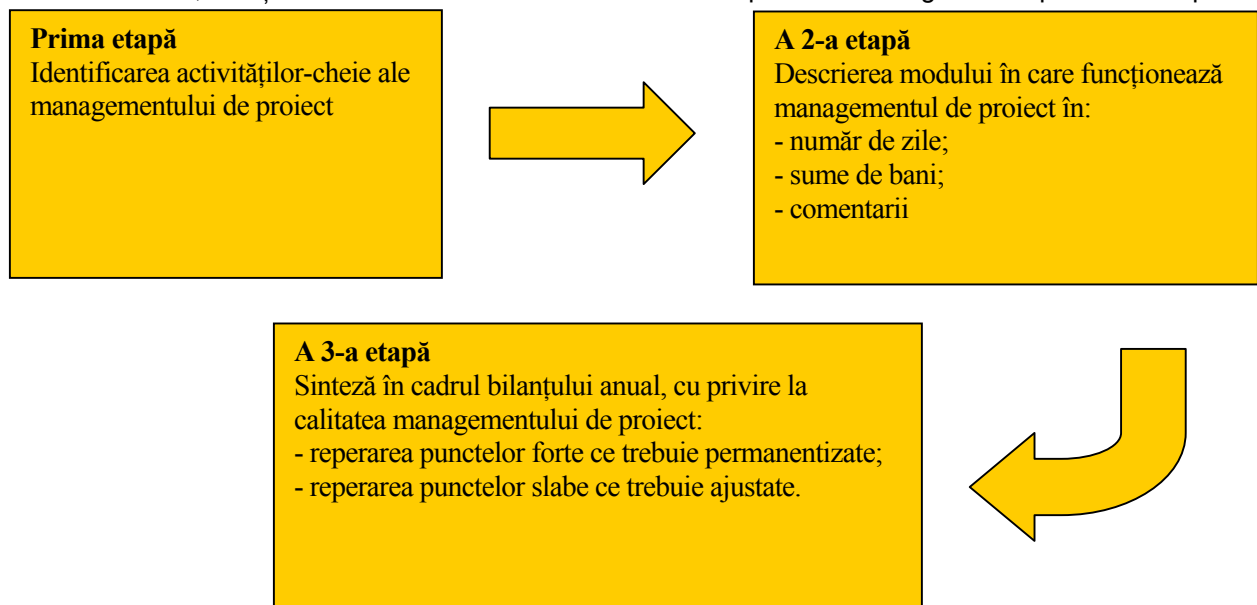 Prima etapă
Identificarea activităților-cheie ale
managementului de proiect
A 2-a etapă
Descrierea modului în care funcționează
managementul de proiect în:
- număr de zile;
- sume de bani;
- comentarii
A 3-a etapă
Sinteză în cadrul bilanțului anual, cu privire la
calitatea managementului de proiect:
- reperarea punctelor forte ce trebuie permanentizate;
- reperarea punctelor slabe ce trebuie ajustate.